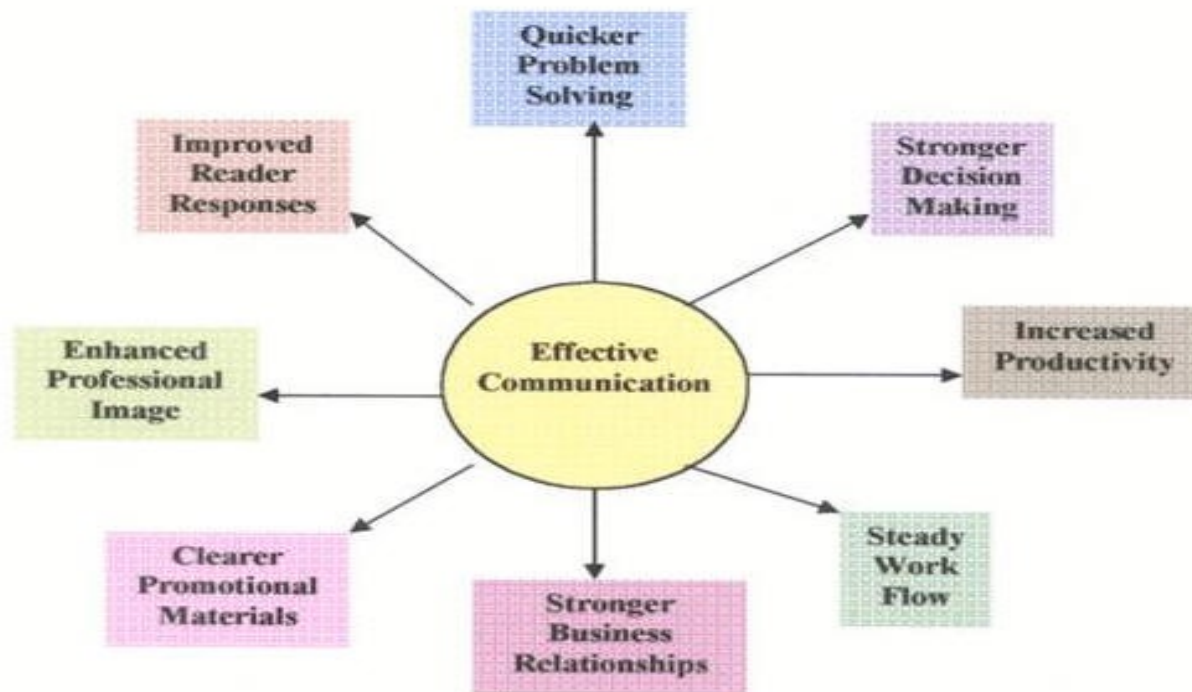 Quicker
Problem
Solving
Improved
Reader
Responses
Stronger
Decision
Making
Effective
Communication
Increased
Productivity
Enhanced
Professional
Image
Clearer
Promotional
Materials
Stronger
Business
Relationships
Steady
Work
Flow